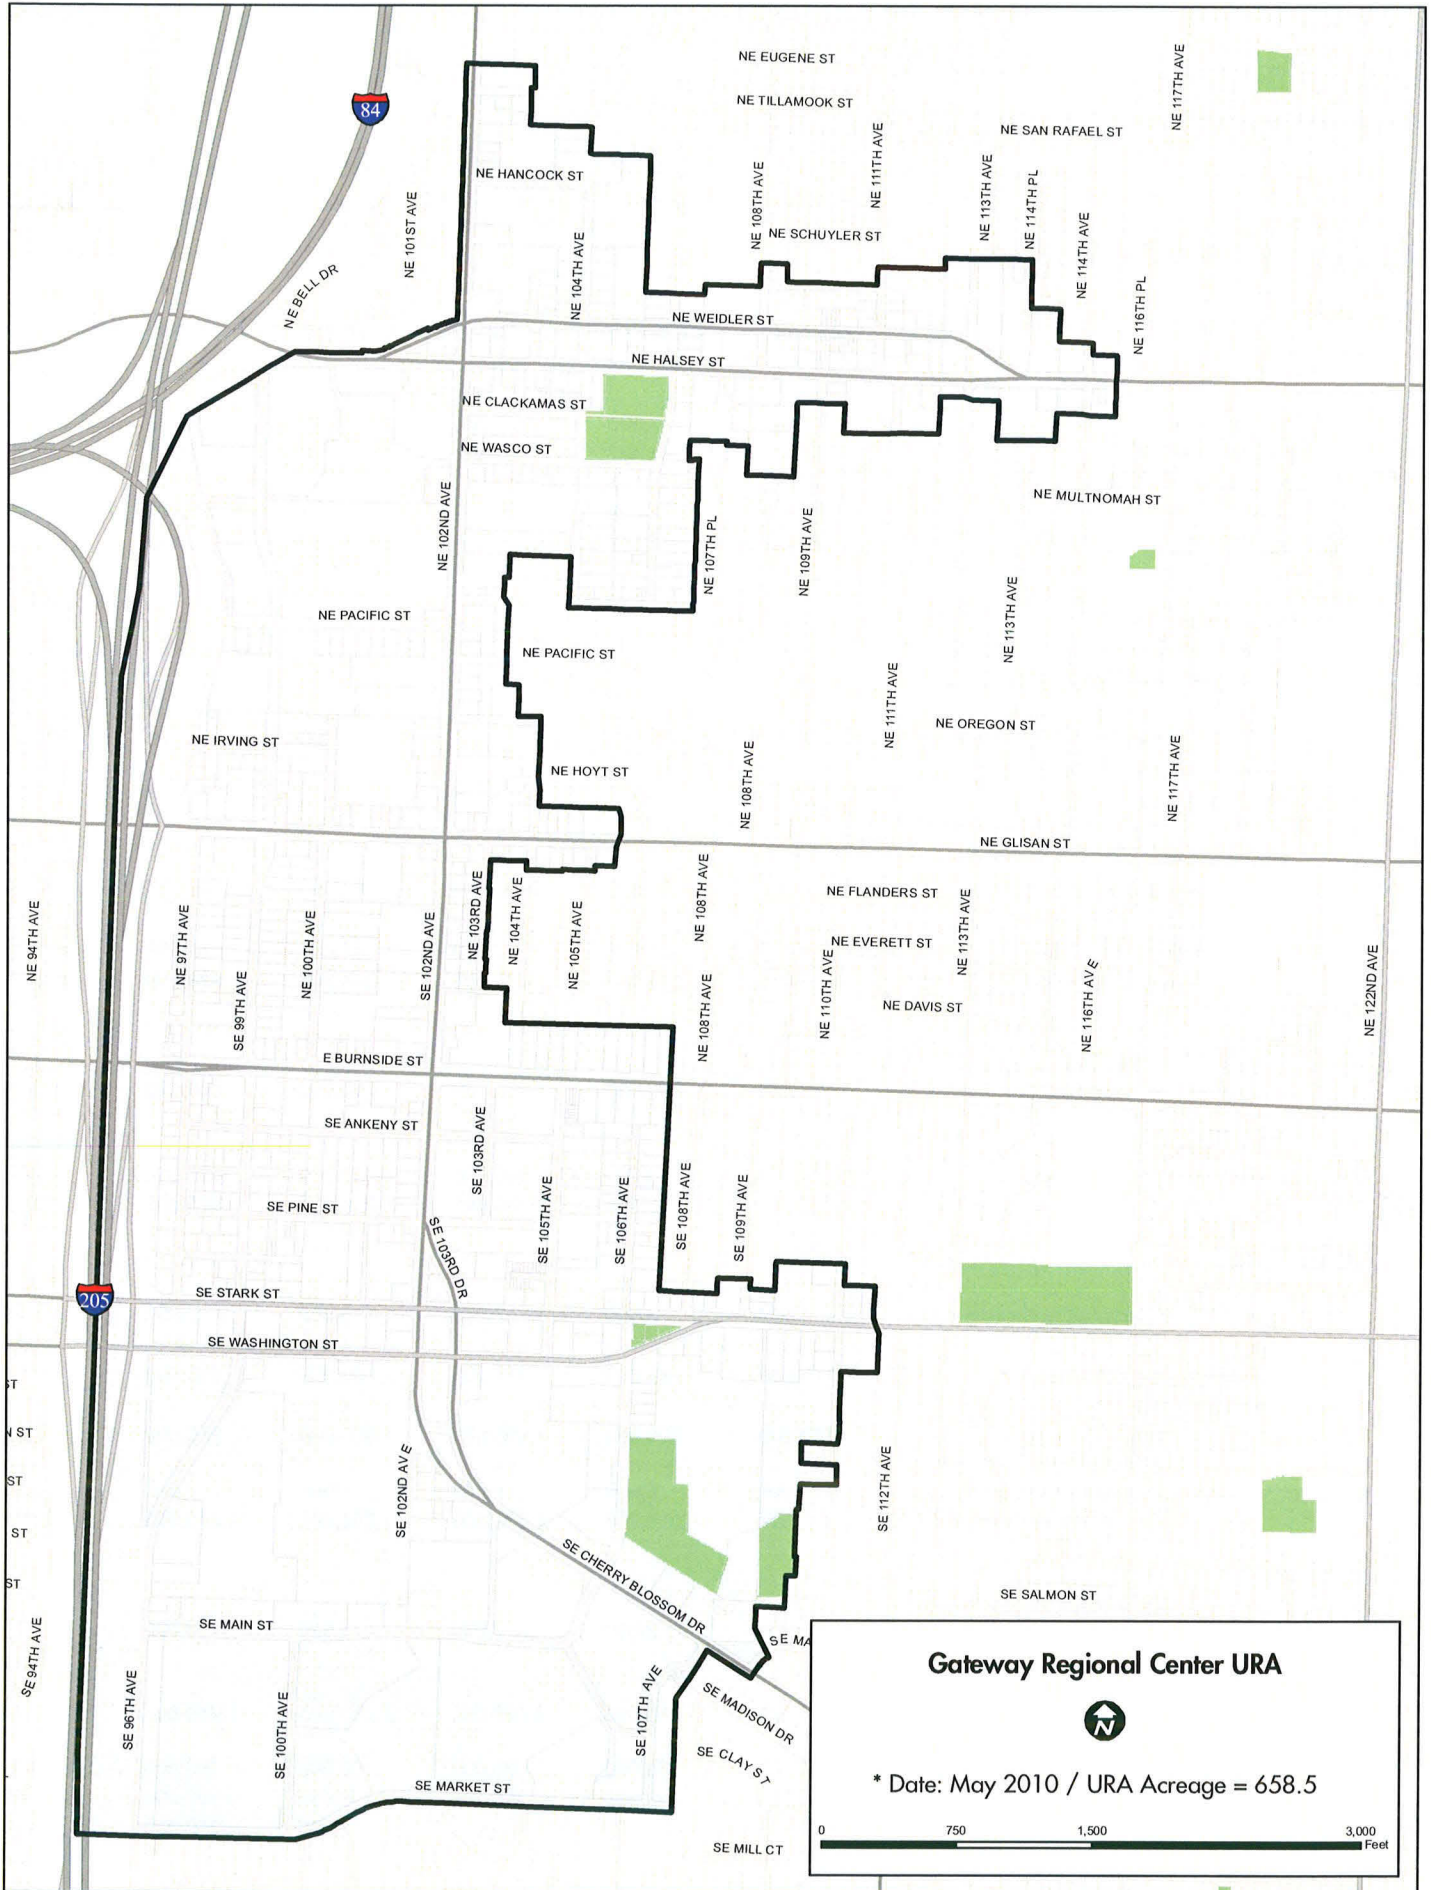 NE EUGENE ST
NE TILLAMOOK ST
NE SAN RAFAEL ST
NE 117TH AVE
84
NE HANCOCK ST
NE 101ST AVE
NE 104TH AVE
NE 108TH AVE
NE 111TH AVE
NE 113TH AVE
NE 114TH PL
NE 114TH AVE
NE 116TH PL
NE SCHUYLER ST
NE BELL DR
NE WEIDLER ST
NE HALSEY ST
NE CLACKAMAS ST
NE WASCO ST
NE 102ND AVE
NE MULTNOMAH ST
NE 107TH PL
NE 109TH AVE
NE PACIFIC ST
NE PACIFIC ST
NE 113TH AVE
NE 111TH AVE
NE OREGON ST
NE IRVING ST
NE HOYT ST
NE 108TH AVE
NE 117TH AVE
NE GLISAN ST
NE FLANDERS ST
NE EVERETT ST
NE DAVIS ST
NE 94TH AVE
NE 97TH AVE
SE 99TH AVE
NE 100TH AVE
SE 102ND AVE
NE 103RD AVE
NE 104TH AVE
NE 105TH AVE
NE 108TH AVE
NE 108TH AVE
NE 110TH AVE
NE 113TH AVE
NE 116TH AVE
NE 122ND AVE
E BURNSIDE ST
SE ANKENY ST
SE 103RD AVE
SE PINE ST
SE 103RD DR
SE 105TH AVE
SE 106TH AVE
SE 108TH AVE
SE 109TH AVE
205
SE STARK ST
SE WASHINGTON ST
ST
N ST
ST
ST
ST
SE 102ND AVE
SE 112TH AVE
SE CHERRY BLOSSOM DR
SE SALMON ST
SE MAIN ST
SE MA
SE 94TH AVE
SE 96TH AVE
SE 100TH AVE
SE 107TH AVE
SE MADISON DR
SE CLAY ST
SE MARKET ST
SE MILL CT
Gateway Regional Center URA
N
* Date: May 2010 / URA Acreage = 658.5
0 750 1,500 3,000
Feet